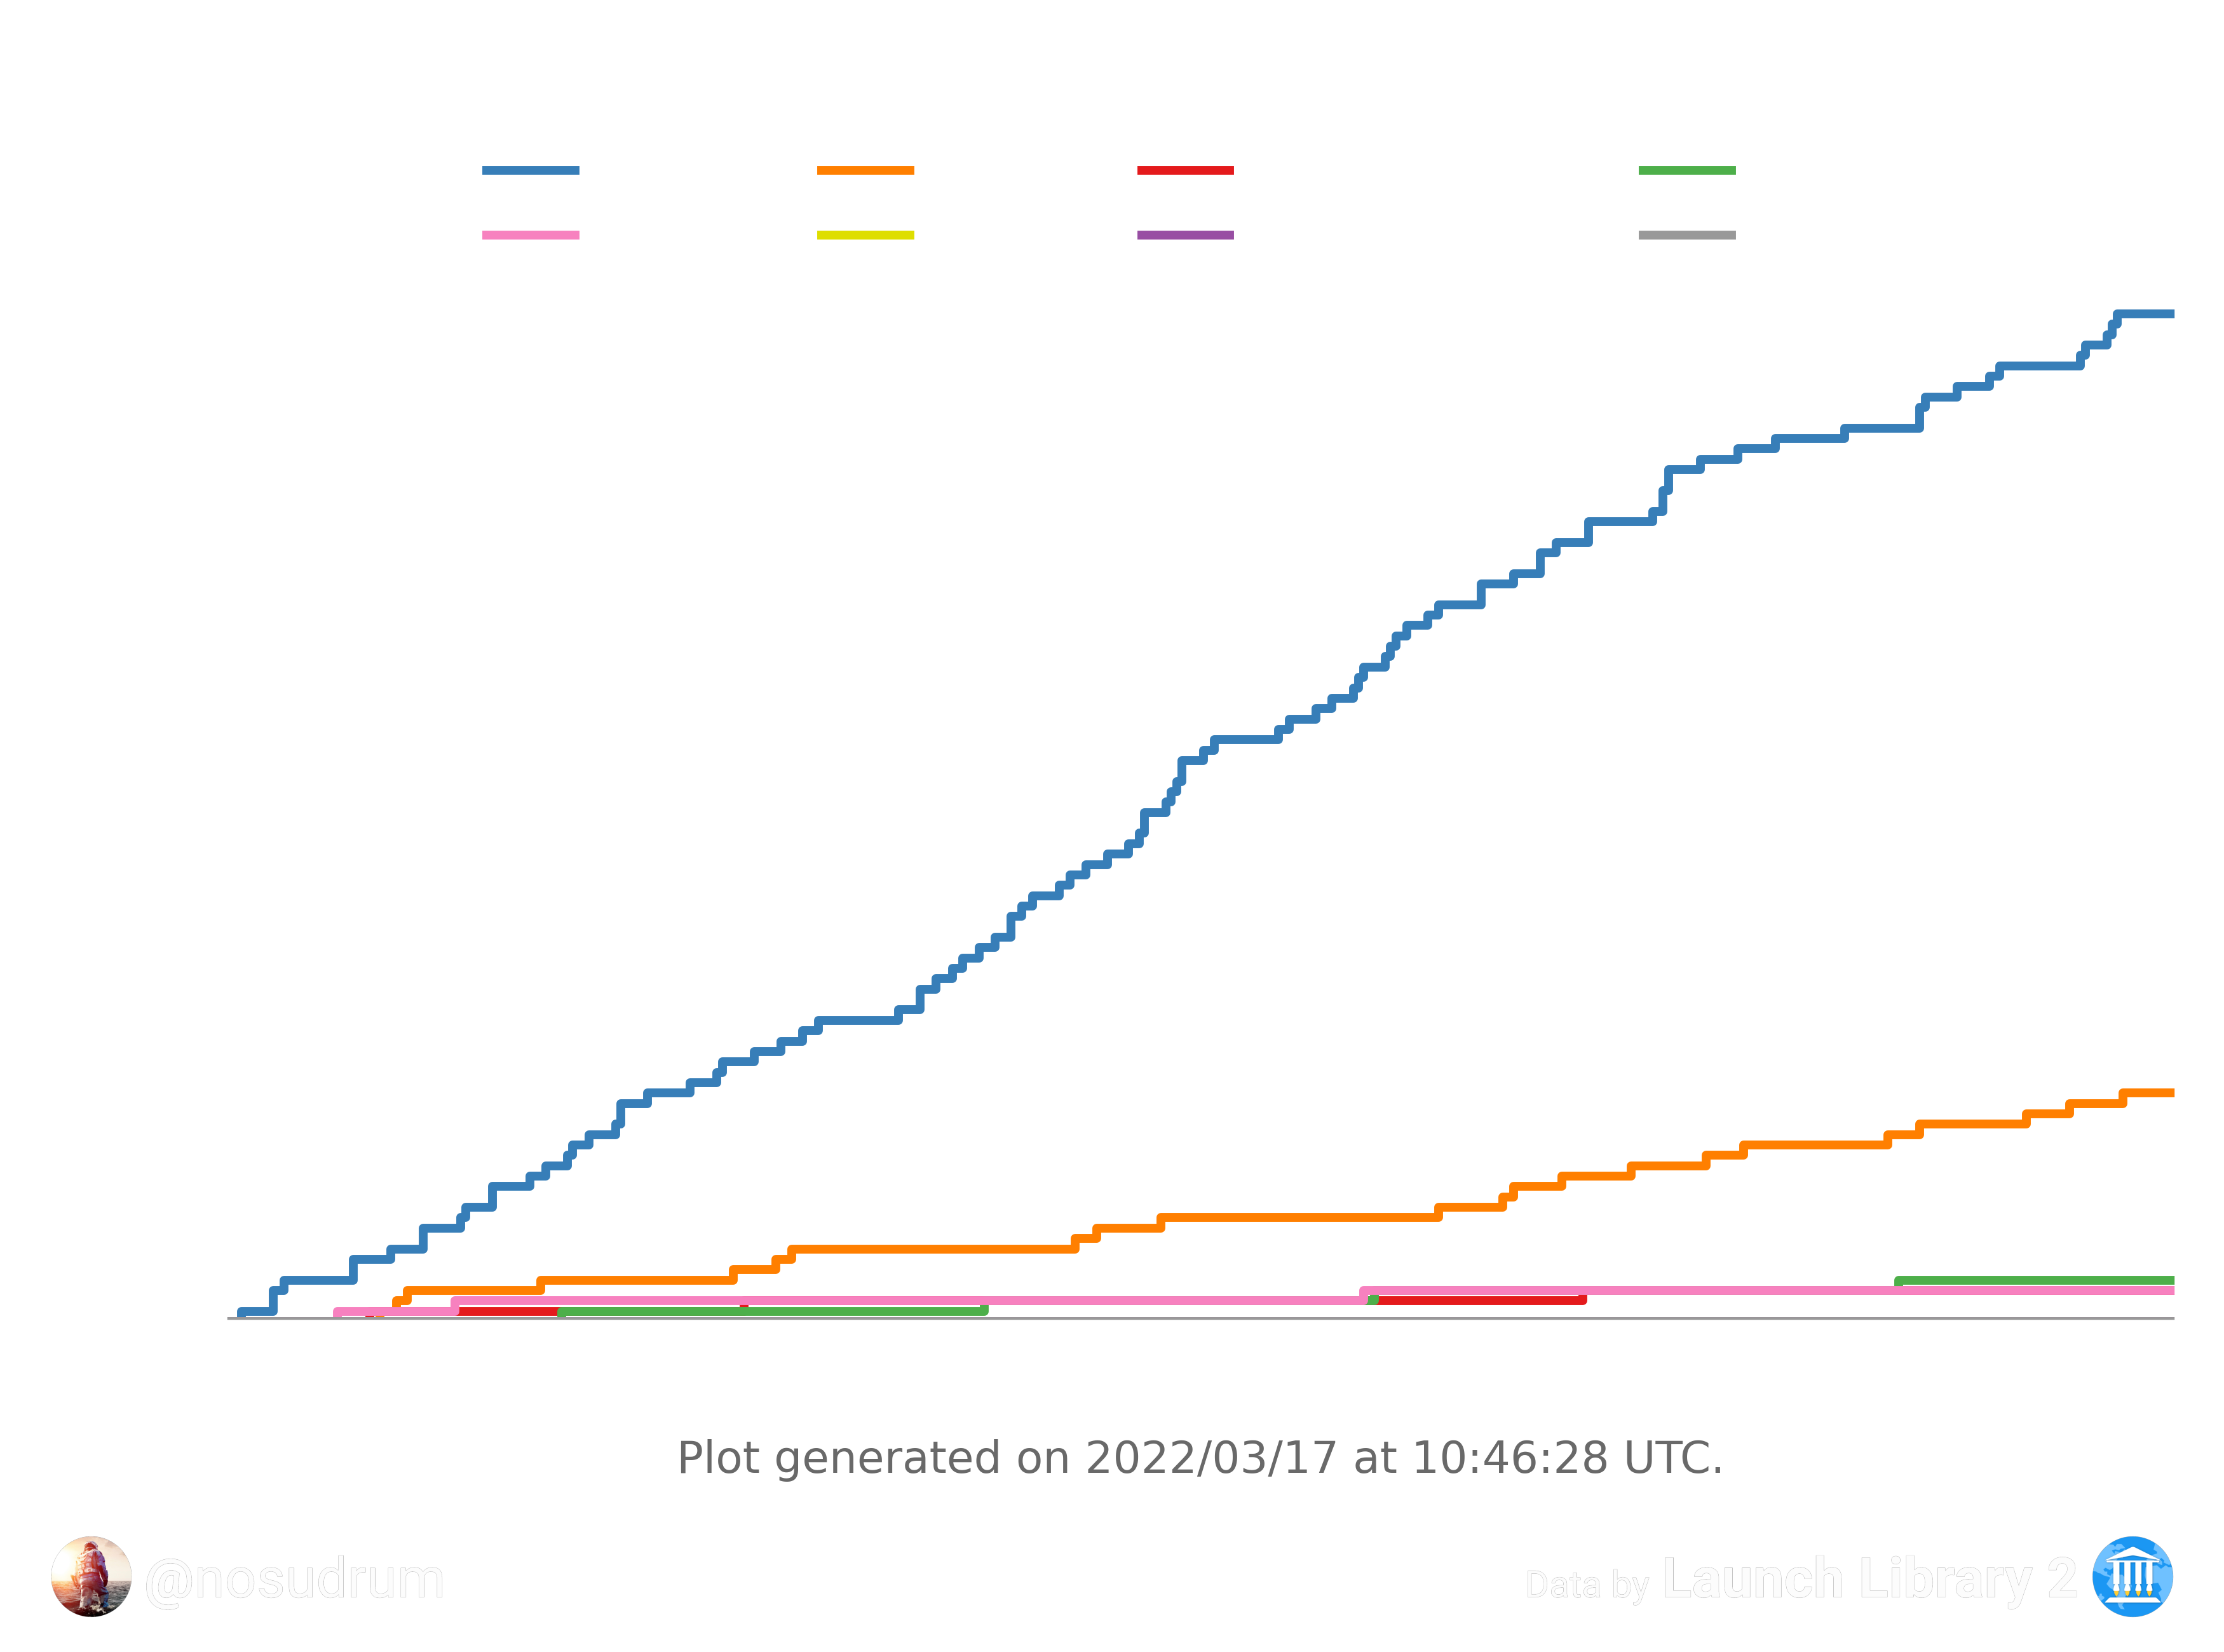 Plot generated on 2022/03/17 at 10:46:28 UTC.
@nosudrum
Data by Launch Library 2